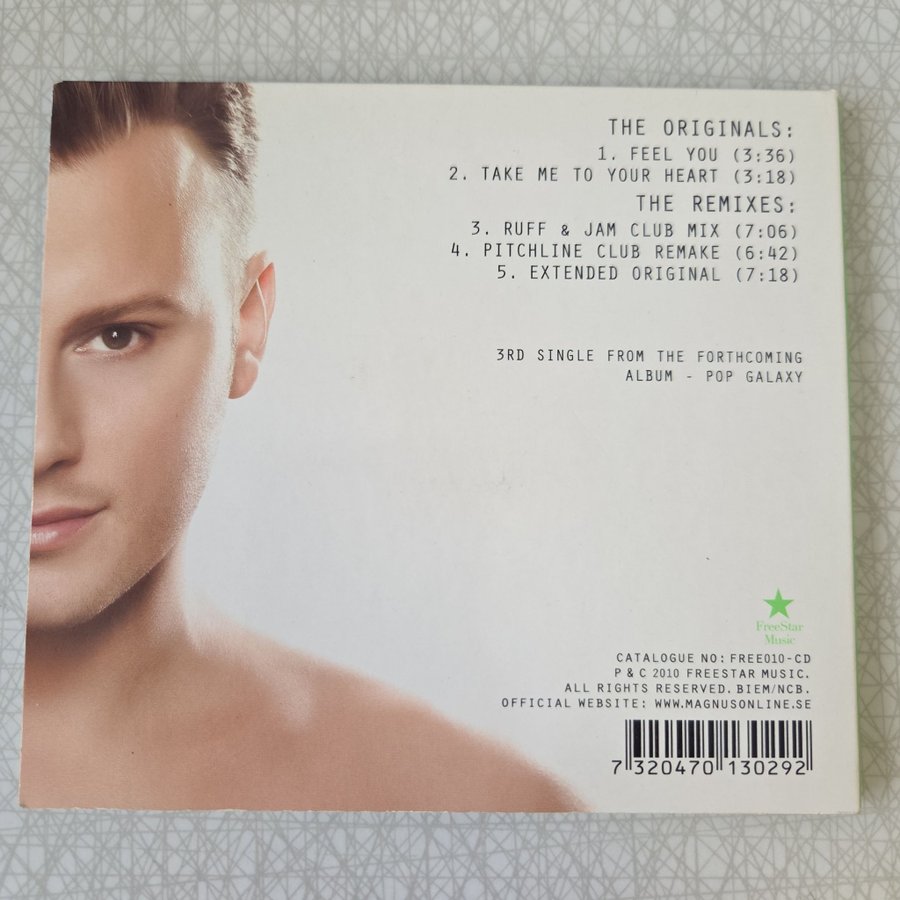 THE ORIGINALS:
1. FEEL YOU (3:36)
2. TAKE ME TO YOUR HEART (3:18)
THE REMIXES:
3. RUFF & JAM CLUB MIX (7:06)
4. PITCHLINE CLUB REMAKE (6:42)
5. EXTENDED ORIGINAL (7:18)
3RD SINGLE FROM THE FORTHCOMING
ALBUM - POP GALAXY
FreeStar
Music
CATALOGUE NO: FREE010-CD
P & C 2010 FREESTAR MUSIC.
ALL RIGHTS RESERVED. BIEM/NCB.
OFFICIAL WEBSITE: WWW.MAGNUSONLINE.SE
7 320470 130292